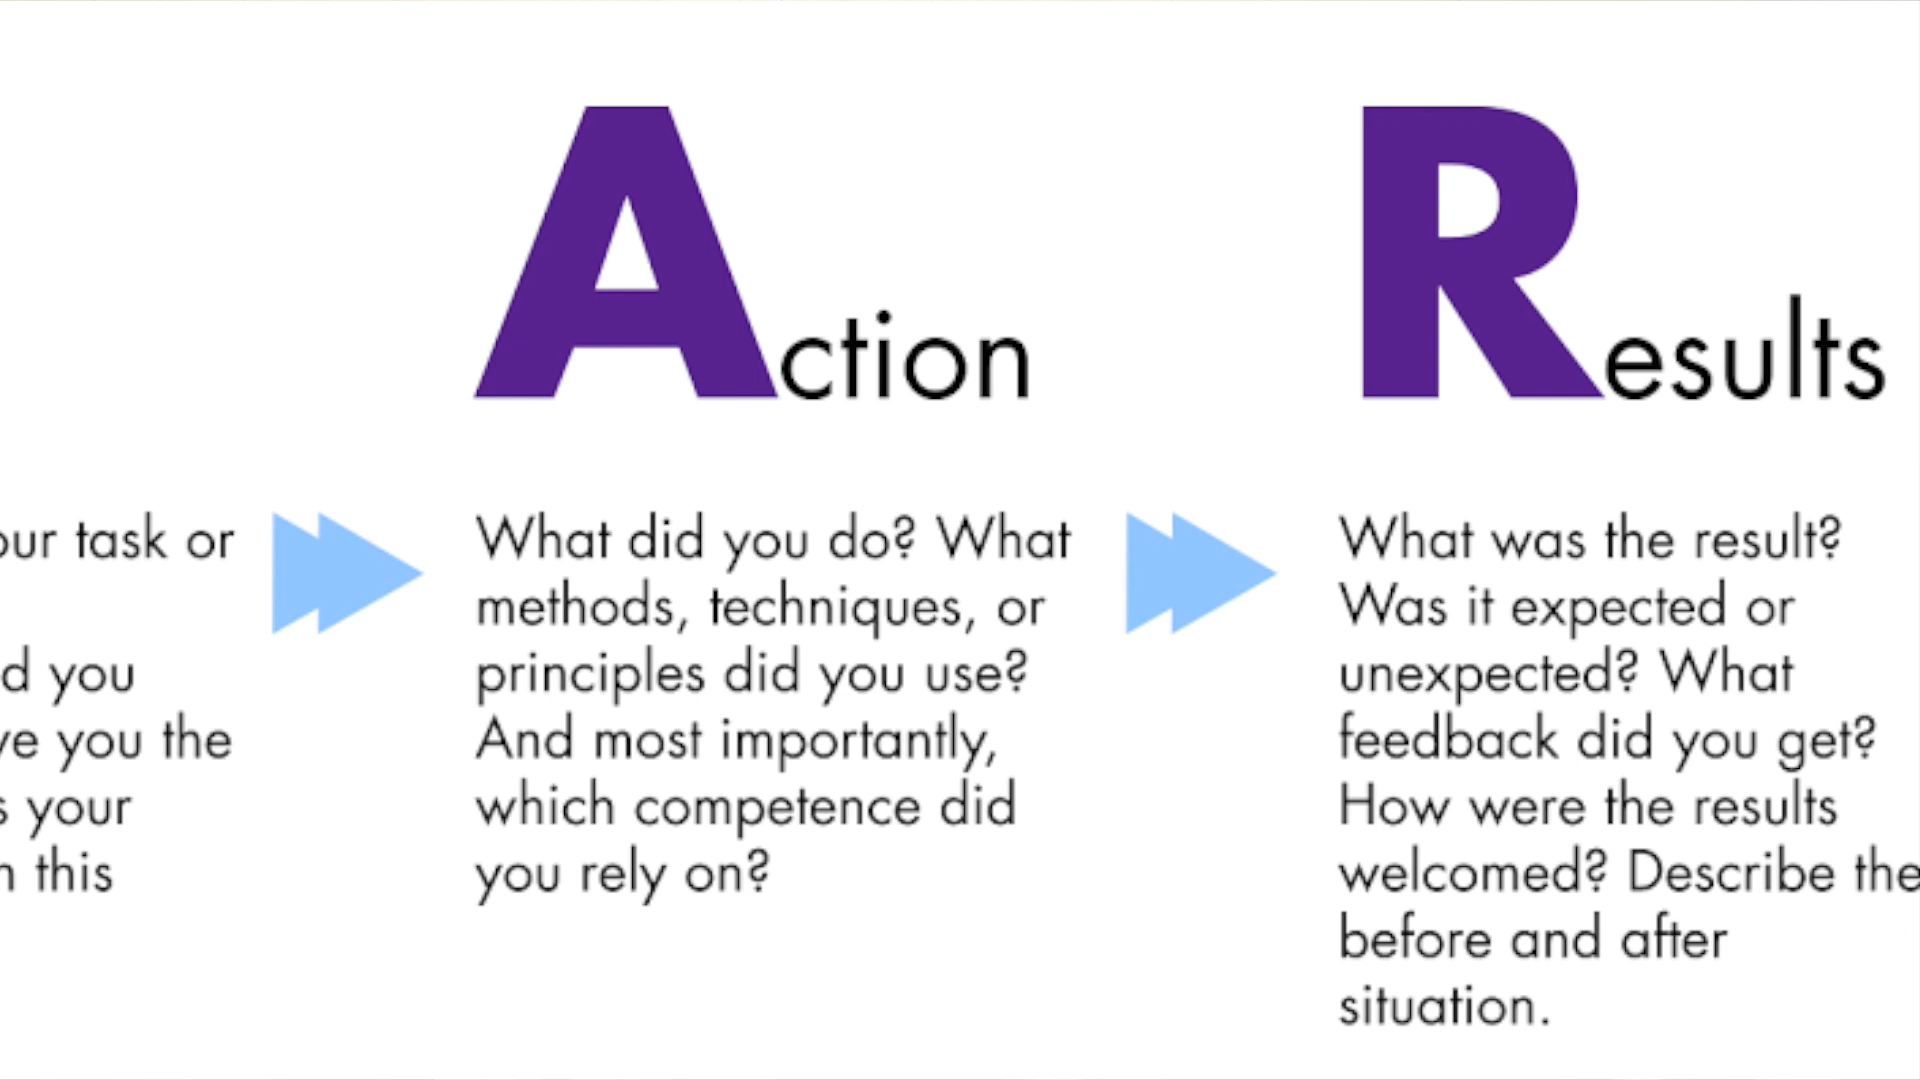 Action
Results
our task or
d you
ve you the
s your
n this
What did you do? What
methods, techniques, or
principles did you use?
And most importantly,
which competence did
you rely on?
What was the result?
Was it expected or
unexpected? What
feedback did you get?
How were the results
welcomed? Describe the
before and after
situation.